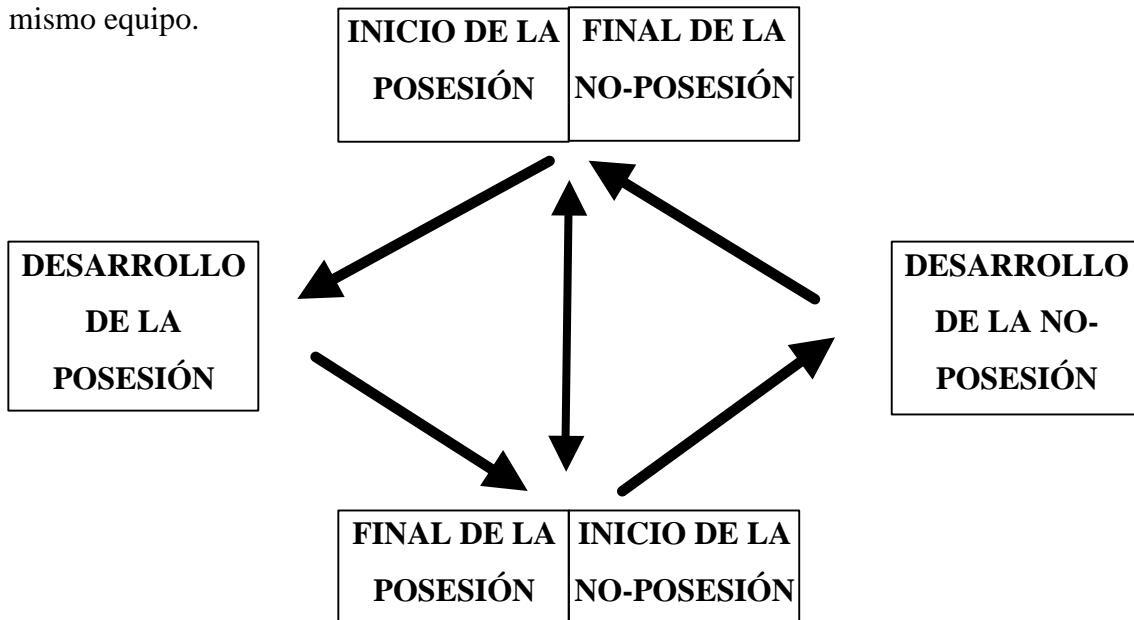 mismo equipo.
INICIO DE LA
POSESIÓN
FINAL DE LA
NO-POSESIÓN
DESARROLLO
DE LA
POSESIÓN
DESARROLLO
DE LA NO-
POSESIÓN
FINAL DE LA
POSESIÓN
INICIO DE LA
NO-POSESIÓN